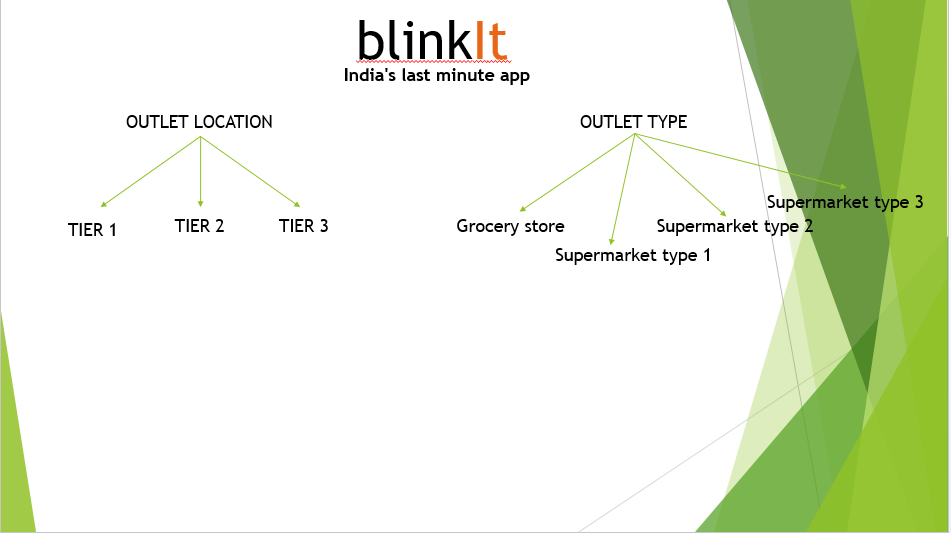 blinkIt
India's last minute app
OUTLET LOCATION
OUTLET TYPE
TIER 1
TIER 2
TIER 3
Grocery store
Supermarket type 1
Supermarket type 2
Supermarket type 3